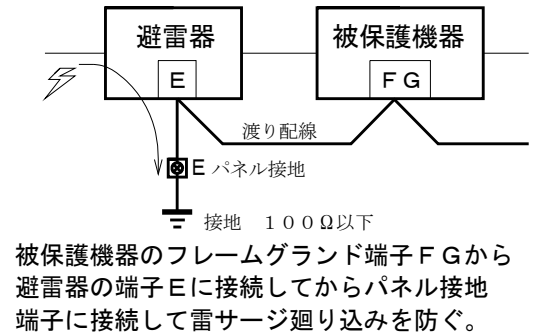 避雷器
被保護機器
E
FG
渡り配線
E パネル接地
接地 100Ω以下
被保護機器のフレームグランド端子FGから
避雷器の端子Eに接続してからパネル接地
端子に接続して雷サージ廻り込みを防ぐ。